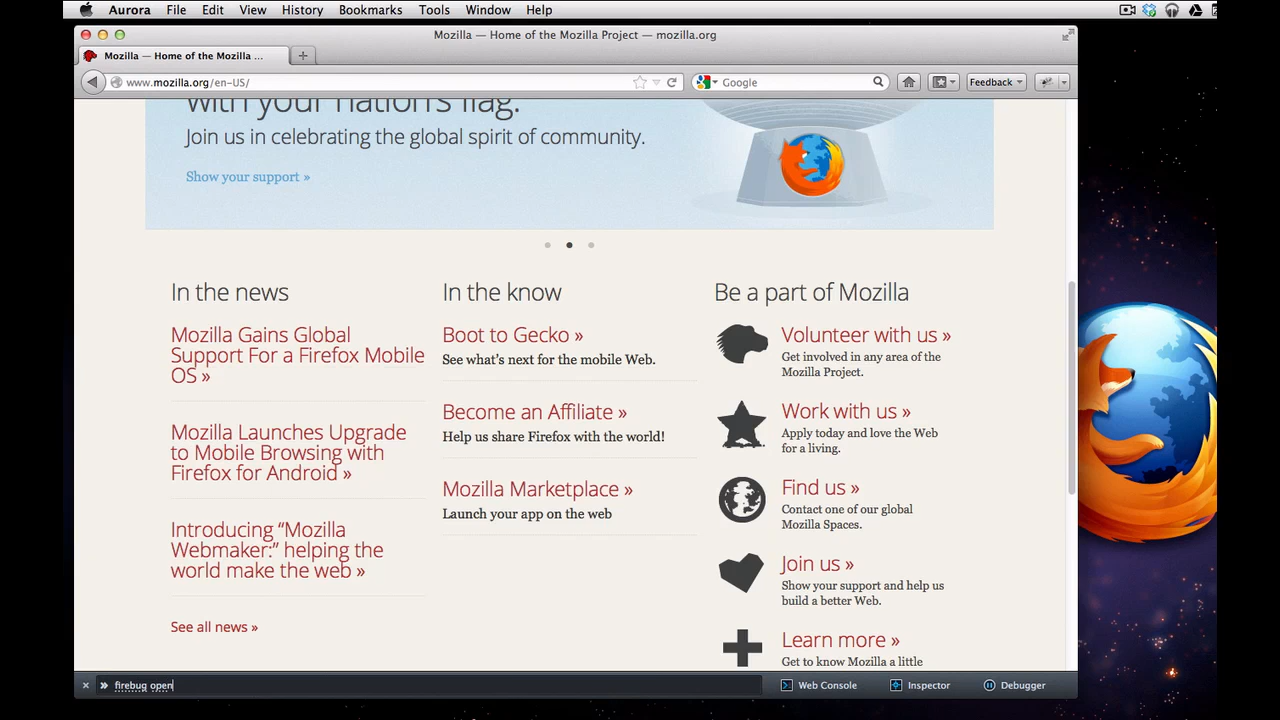 Aurora File Edit View History Bookmarks Tools Window Help
Mozilla — Home of the Mozilla Project — mozilla.org
Mozilla — Home of the Mozilla ...
www.mozilla.org/en-US/
Google
Feedback
with your nation's flag.
Join us in celebrating the global spirit of community.
Show your support »
In the news
Mozilla Gains Global
Support For a Firefox Mobile
OS »
Mozilla Launches Upgrade
to Mobile Browsing with
Firefox for Android »
Introducing “Mozilla
Webmaker:” helping the
world make the web »
See all news »
In the know
Boot to Gecko »
See what’s next for the mobile Web.
Become an Affiliate »
Help us share Firefox with the world!
Mozilla Marketplace »
Launch your app on the web
Be a part of Mozilla
Volunteer with us »
Get involved in any area of the
Mozilla Project.
Work with us »
Apply today and love the Web
for a living.
Find us »
Contact one of our global
Mozilla Spaces.
Join us »
Show your support and help us
build a better Web.
Learn more »
Get to know Mozilla a little
» firebug open
Web Console
Inspector
Debugger